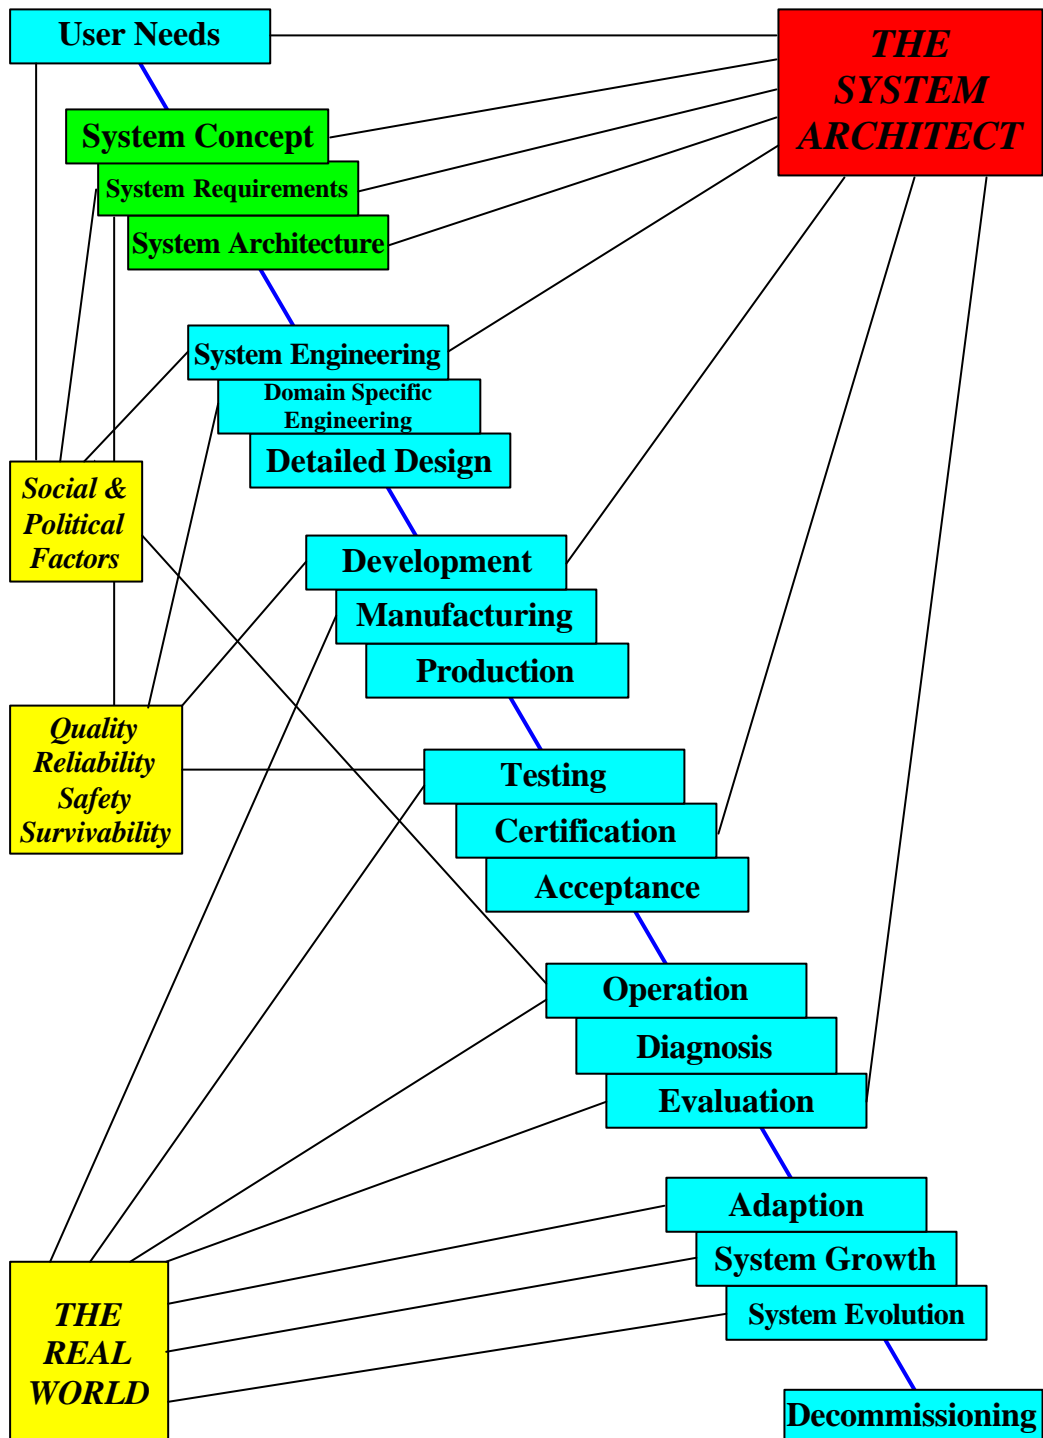 User Needs
THE
SYSTEM
ARCHITECT
System Concept
System Requirements
System Architecture
System Engineering
Domain Specific
Engineering
Detailed Design
Social &
Political
Factors
Development
Manufacturing
Production
Quality
Reliability
Safety
Survivability
Testing
Certification
Acceptance
Operation
Diagnosis
Evaluation
Adaption
System Growth
System Evolution
THE
REAL
WORLD
Decommissioning